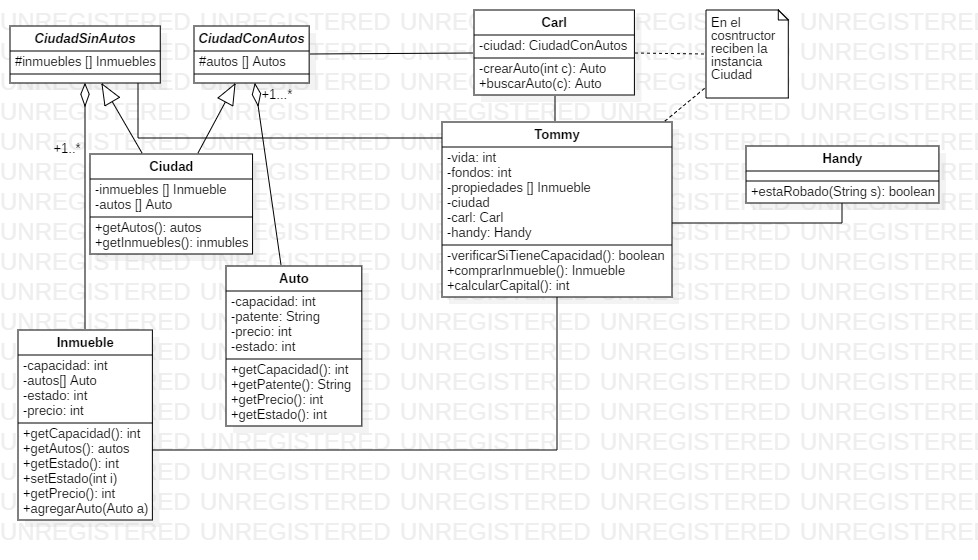 CiudadSinAutos
#inmuebles [] Inmuebles
CiudadConAutos
#autos [] Autos
Carl
-ciudad: CiudadConAutos
-crearAuto(int c): Auto
+buscarAuto(c): Auto
En el
cosntructor
reciben la
instancia
Ciudad
+1...*
+1..*
Ciudad
-inmuebles [] Inmueble
-autos [] Auto
+getAutos(): autos
+getInmuebles(): inmubles
Tommy
-vida: int
-fondos: int
-propiedades [] Inmueble
-ciudad
-carl: Carl
-handy: Handy
-verificarSiTieneCapacidad(): boolean
+comprarInmueble(): Inmueble
+calcularCapital(): int
Handy
+estaRobado(String s): boolean
Auto
-capacidad: int
-patente: String
-precio: int
-estado: int
+getCapacidad(): int
+getPatente(): String
+getPrecio(): int
+getEstado(): int
Inmueble
-capacidad: int
-autos[] Auto
-estado: int
-precio: int
+getCapacidad(): int
+getAutos(): autos
+getEstado(): int
+setEstado(int i)
+getPrecio(): int
+agregarAuto(Auto a)
UNREGISTERED